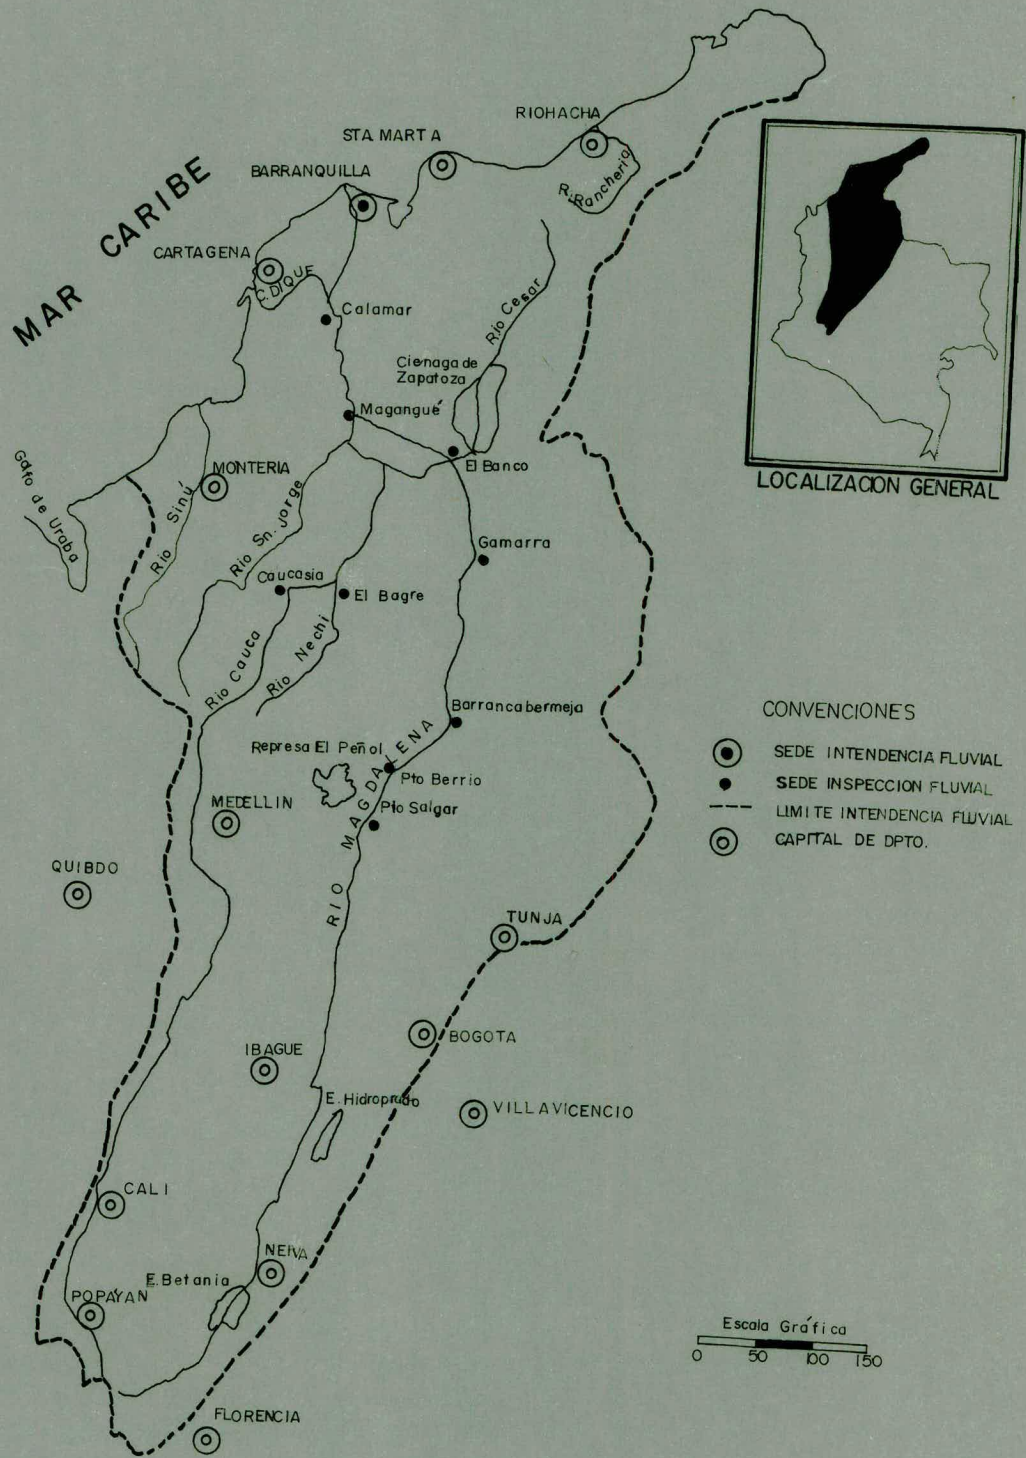 RIOHACHA
STA. MARTA
R. Rancheria
BARRANQUILLA
MAR CARIBE
CARTAGENA
C. DIQUE
Calamar
Río Cesar
Cienaga de
Zapatoza
Magangué
El Banco
LOCALIZACION GENERAL
Golfo de Uraba
MONTERIA
Rio Sinú
Rio Sn. Jorge
Gamarra
Caucasia
El Bagre
Rio Cauca
Rio Nechi
Barrancabermeja
CONVENCIONES
SEDE INTENDENCIA FLUVIAL
SEDE INSPECCION FLUVIAL
LIMITE INTENDENCIA FLUVIAL
CAPITAL DE DPTO.
Represa El Peñol
Pto Berrio
MEDELLIN
Pto Salgar
RIO MAGDALENA
QUIBDO
TUNJA
BOGOTA
IBAGUE
E. Hidroprado
VILLAVICENCIO
CALI
NEIVA
E. Betania
POPAYAN
Escala Gráfica
0 50 100 150
FLORENCIA